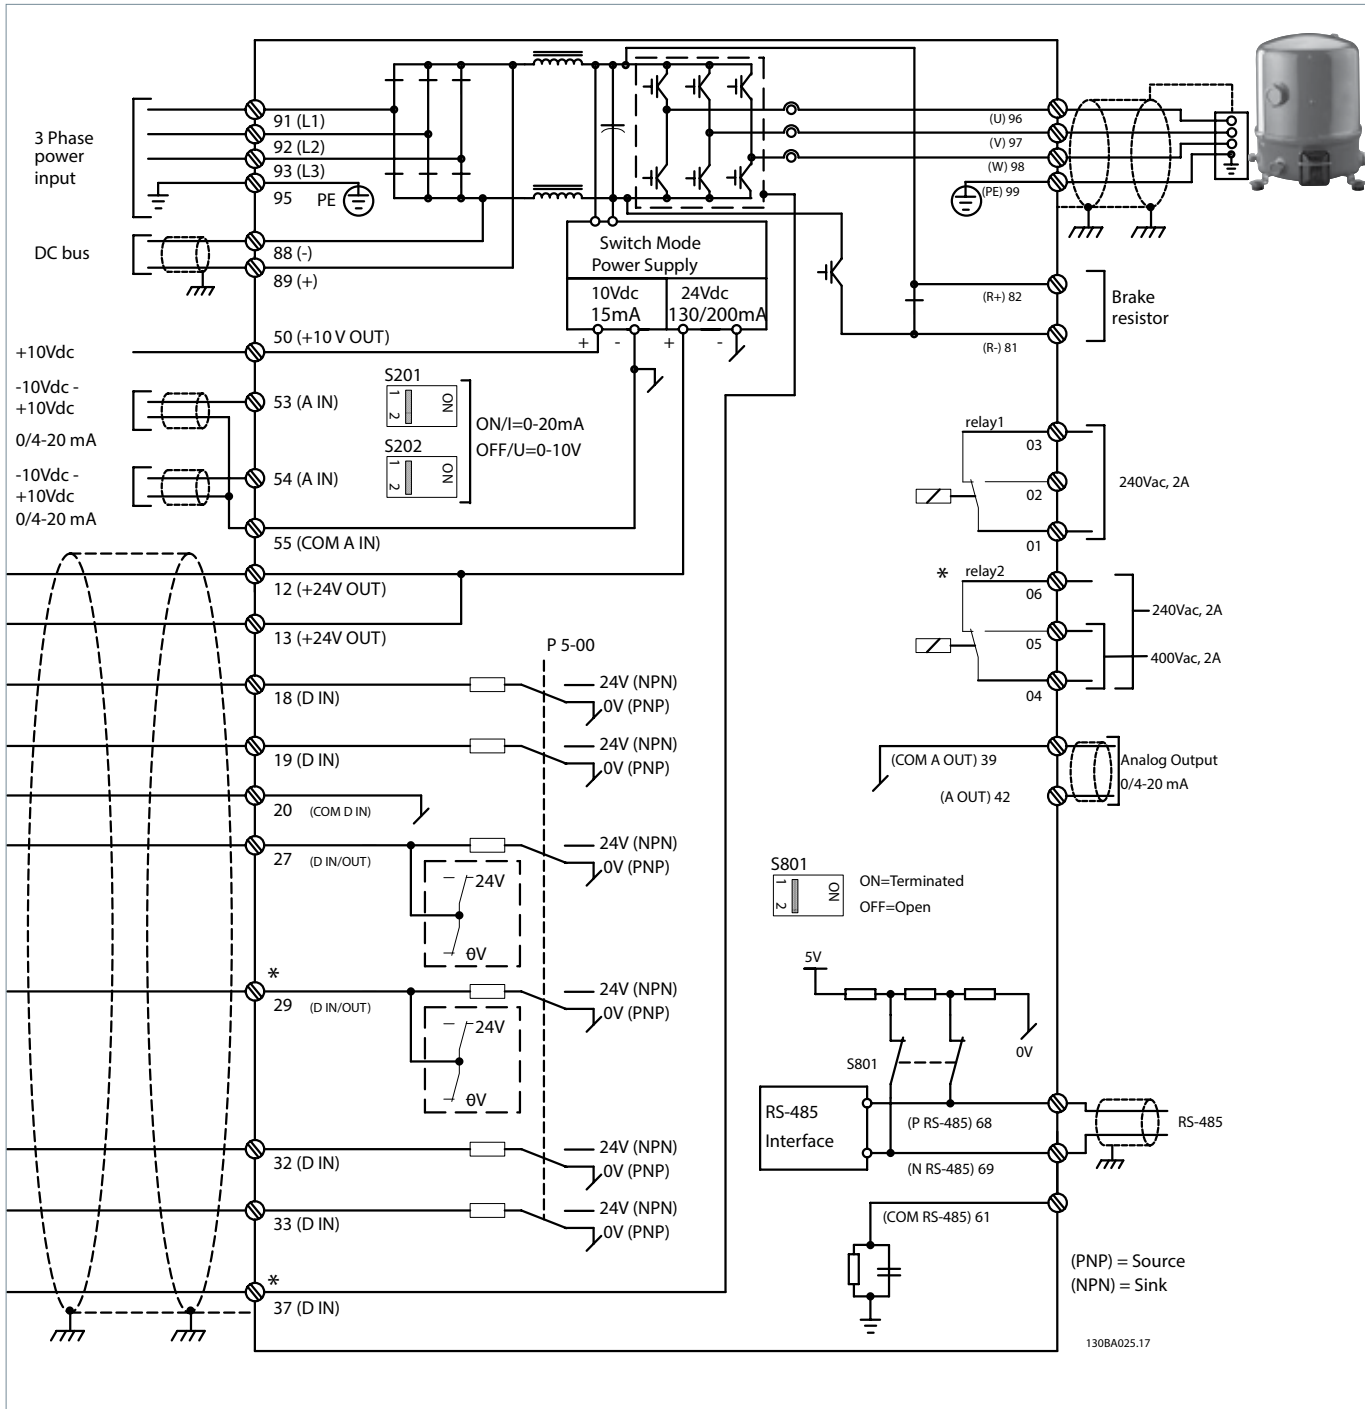 3 Phase
power
input
91 (L1)
92 (L2)
93 (L3)
95
PE
DC bus
88 (-)
89 (+)
+10Vdc
50 (+10 V OUT)
-10Vdc -
+10Vdc
0/4-20 mA
53 (A IN)
-10Vdc -
+10Vdc
0/4-20 mA
54 (A IN)
55 (COM A IN)
12 (+24V OUT)
13 (+24V OUT)
18 (D IN)
19 (D IN)
20 (COM D IN)
27 (D IN/OUT)
*
29 (D IN/OUT)
32 (D IN)
33 (D IN)
*
37 (D IN)
S201
1
2
ON
S202
1
2
ON
ON/I=0-20mA
OFF/U=0-10V
Switch Mode
Power Supply
10Vdc
15mA
24Vdc
130/200mA
+ - + -
P 5-00
24V (NPN)
0V (PNP)
24V (NPN)
0V (PNP)
24V (NPN)
0V (PNP)
24V
0V
24V (NPN)
0V (PNP)
24V
0V
24V (NPN)
0V (PNP)
24V (NPN)
0V (PNP)
(U) 96
(V) 97
(W) 98
(PE) 99
(R+) 82
(R-) 81
Brake
resistor
relay1
03
02
01
240Vac, 2A
* relay2
06
05
04
240Vac, 2A
400Vac, 2A
(COM A OUT) 39
(A OUT) 42
Analog Output
0/4-20 mA
S801
1
2
ON
ON=Terminated
OFF=Open
5V
0V
S801
RS-485
Interface
(P RS-485) 68
(N RS-485) 69
RS-485
(COM RS-485) 61
(PNP) = Source
(NPN) = Sink
130BA025.17